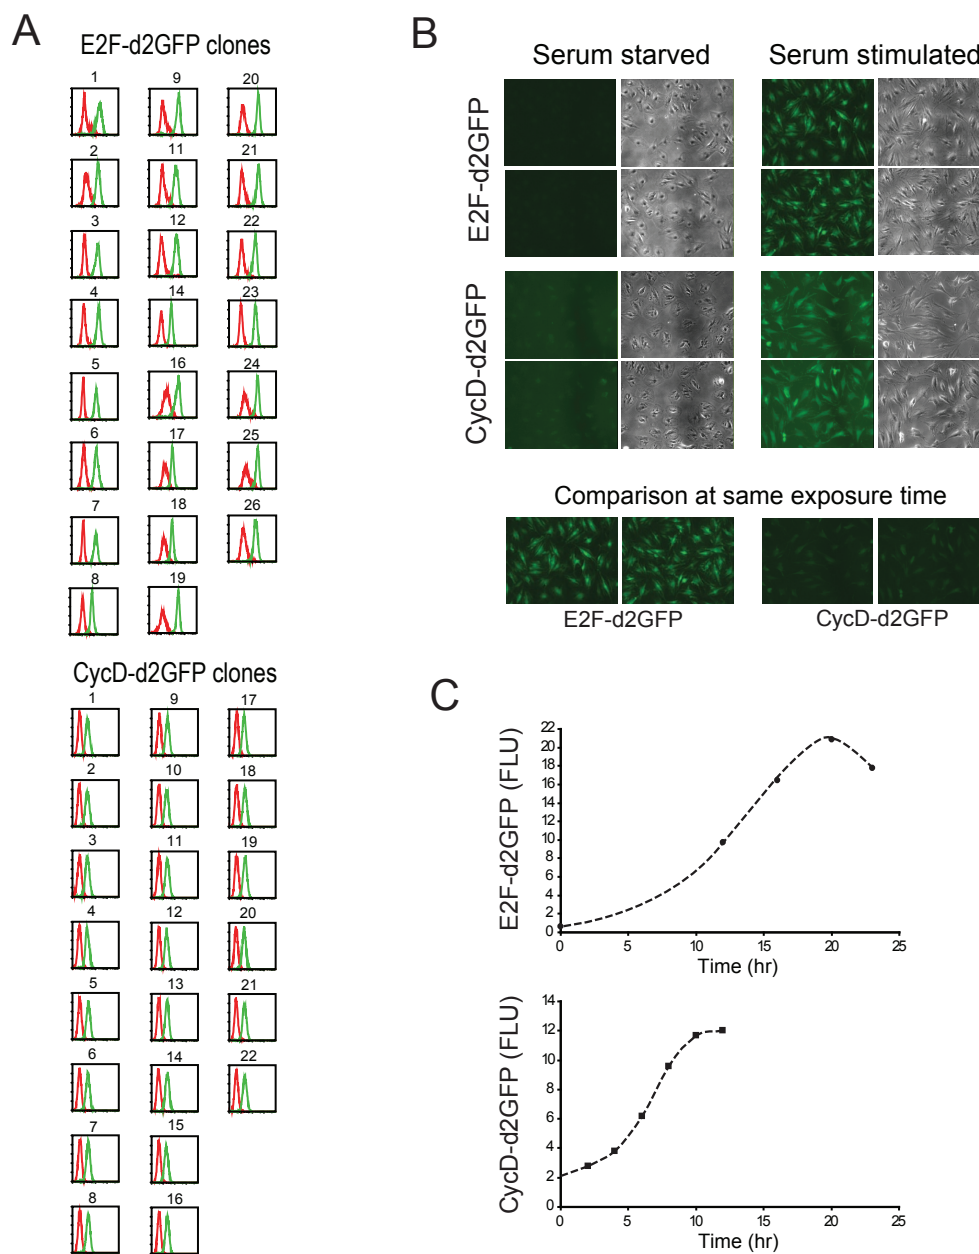 A
E2F-d2GFP clones
1 9 20
2 11 21
3 12 22
4 14 23
5 16 24
6 17 25
7 18 26
8 19
CycD-d2GFP clones
1 9 17
2 10 18
3 11 19
4 12 20
5 13 21
6 14 22
7 15
8 16
B
Serum starved Serum stimulated
E2F-d2GFP
CycD-d2GFP
Comparison at same exposure time
E2F-d2GFP CycD-d2GFP
C
E2F-d2GFP (FLU)
22
20
18
16
14
12
10
8
6
4
2
0
0 5 10 15 20 25
Time (hr)
CycD-d2GFP (FLU)
14
12
10
8
6
4
2
0
0 5 10 15 20 25
Time (hr)